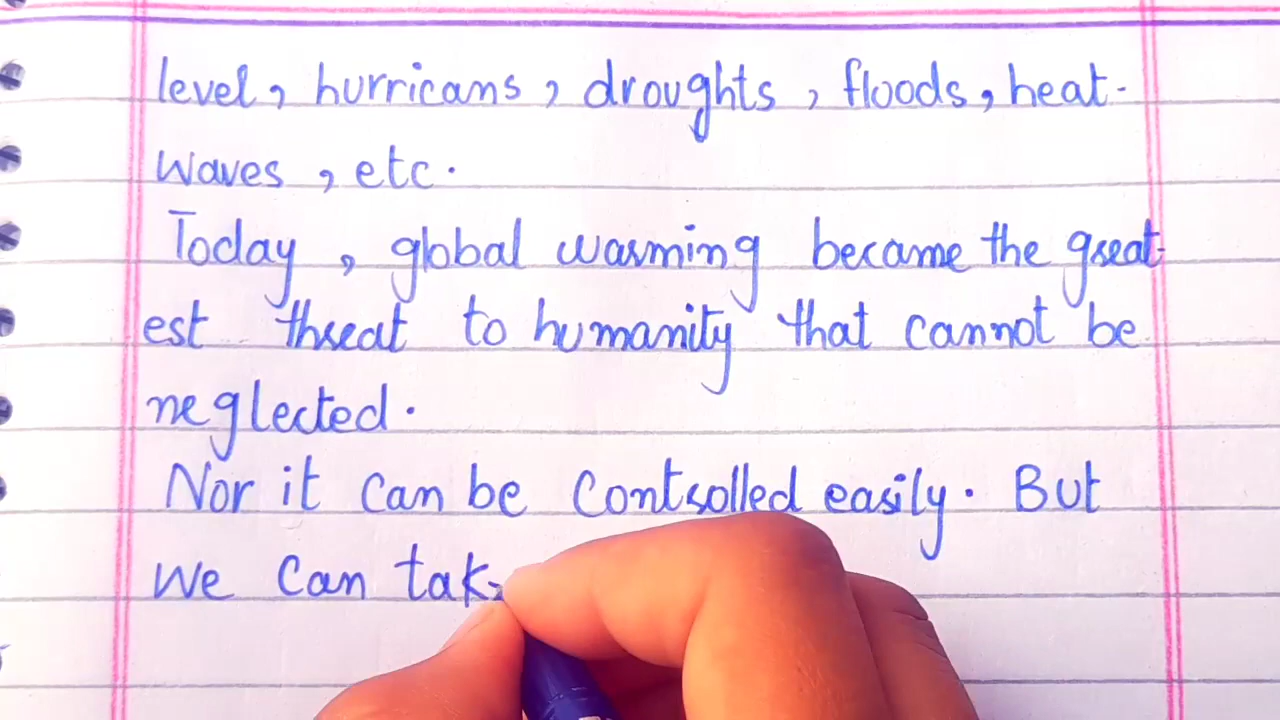 level, hurricans, droughts, floods, heat-
waves, etc.
Today, global warming became the great-
est threat to humanity that cannot be
neglected.
Nor it can be controlled easily. But
we can tak